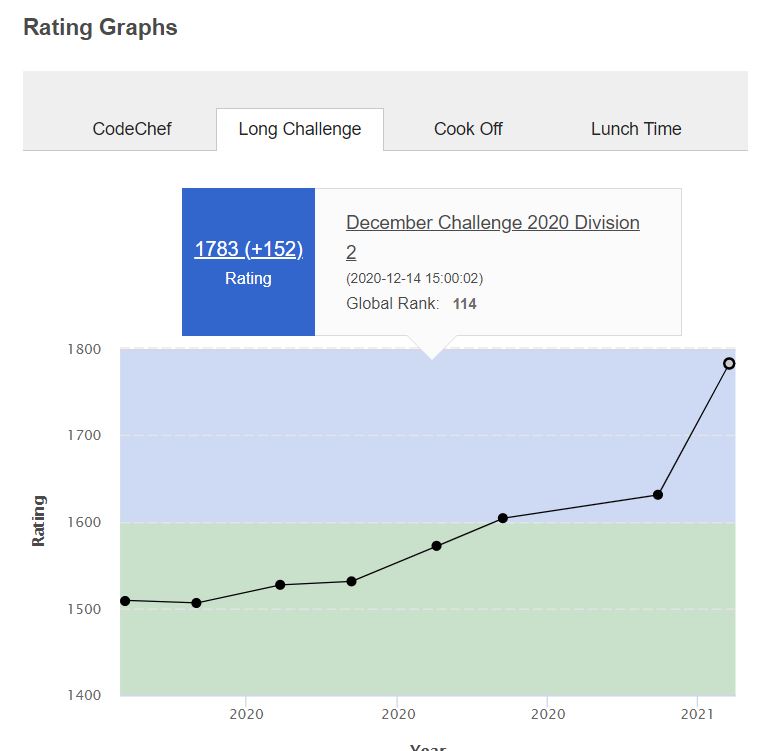 Rating Graphs
CodeChef
Long Challenge
Cook Off
Lunch Time
1783 (+152)
Rating
December Challenge 2020 Division
2
(2020-12-14 15:00:02)
Global Rank: 114
1800
1700
1600
1500
1400
Rating
2020
2020
2020
2021
Year